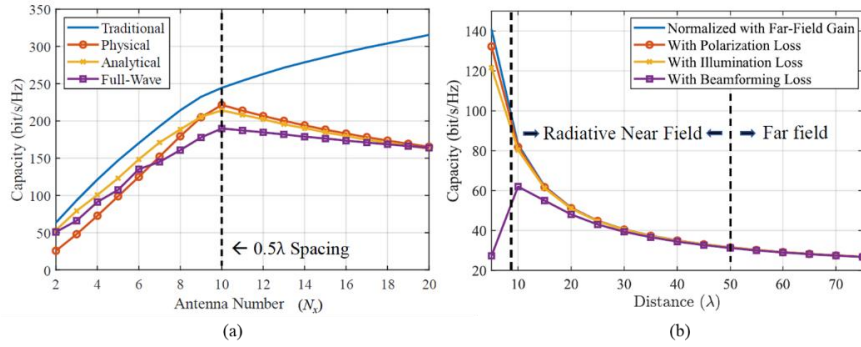 350
300
250
200
150
100
50
0
Capacity (bit/s/Hz)
Traditional
Physical
Analytical
Full-Wave
← 0.5λ Spacing
2 4 6 8 10 12 14 16 18 20
Antenna Number (Nₓ)
(a)
140
120
100
80
60
40
20
Capacity (bit/s/Hz)
Normalized with Far-Field Gain
With Polarization Loss
With Illumination Loss
With Beamforming Loss
Radiative Near Field
Far field
10 20 30 40 50 60 70
Distance (λ)
(b)